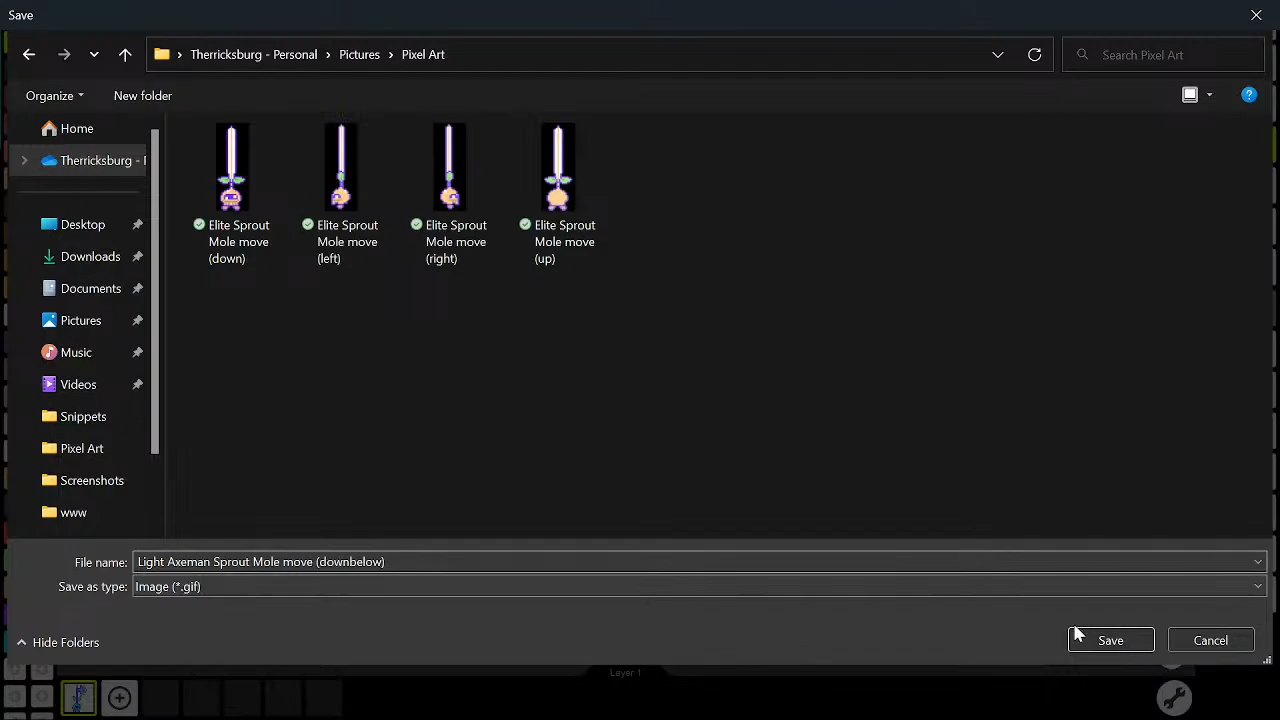 Save
Therricksburg - Personal › Pictures › Pixel Art
Search Pixel Art
Organize
New folder
Home
Therricksburg -
Desktop
Downloads
Documents
Pictures
Music
Videos
Snippets
Pixel Art
Screenshots
www
Elite Sprout
Mole move
(down)
Elite Sprout
Mole move
(left)
Elite Sprout
Mole move
(right)
Elite Sprout
Mole move
(up)
File name: Light Axeman Sprout Mole move (downbelow)
Save as type: Image (*.gif)
Hide Folders
Save
Cancel
Layer 1